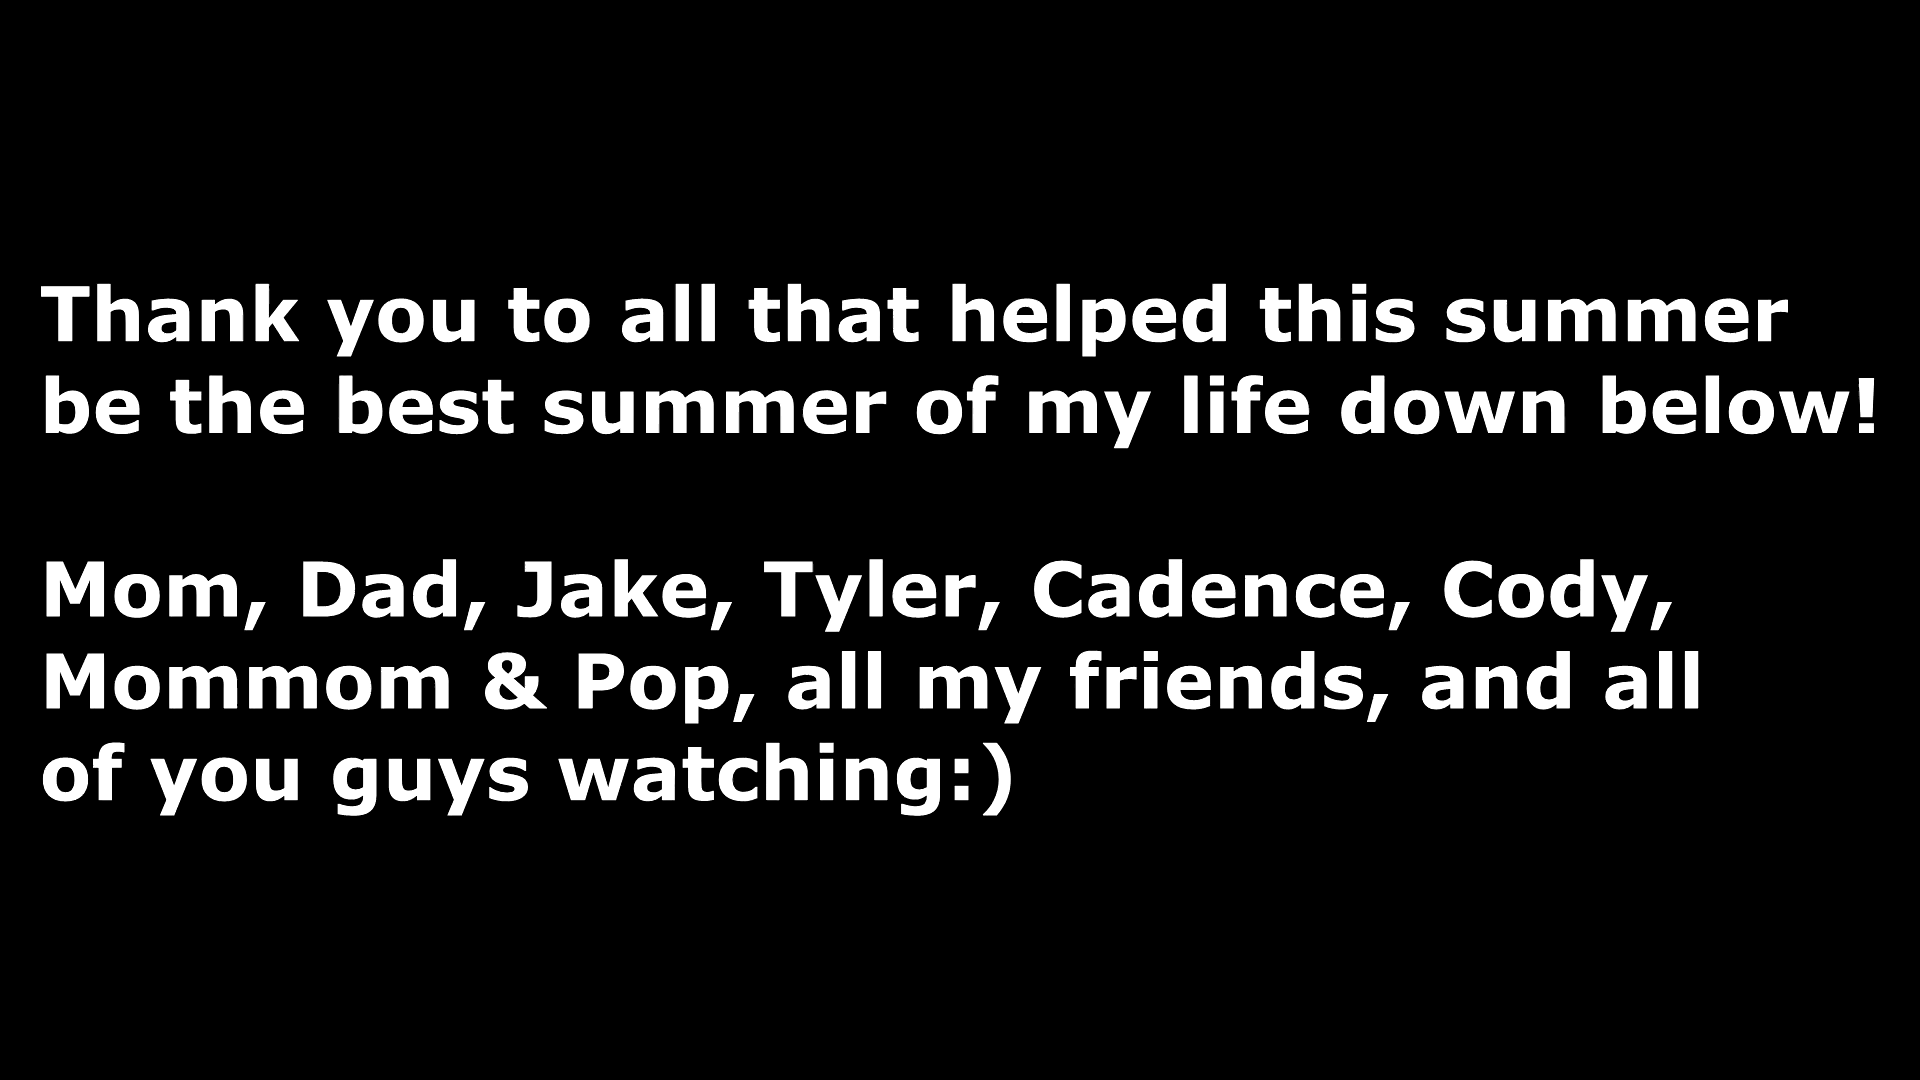 Thank you to all that helped this summer
be the best summer of my life down below!
Mom, Dad, Jake, Tyler, Cadence, Cody,
Mommom & Pop, all my friends, and all
of you guys watching:)